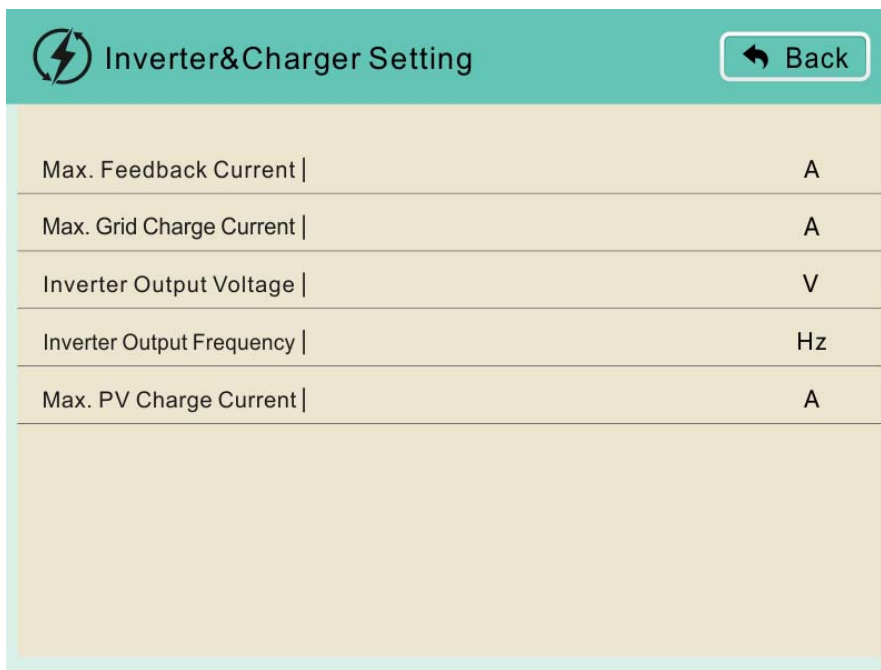 Inverter&Charger Setting
Back
Max. Feedback Current| A
Max. Grid Charge Current| A
Inverter Output Voltage| V
Inverter Output Frequency| Hz
Max. PV Charge Current| A